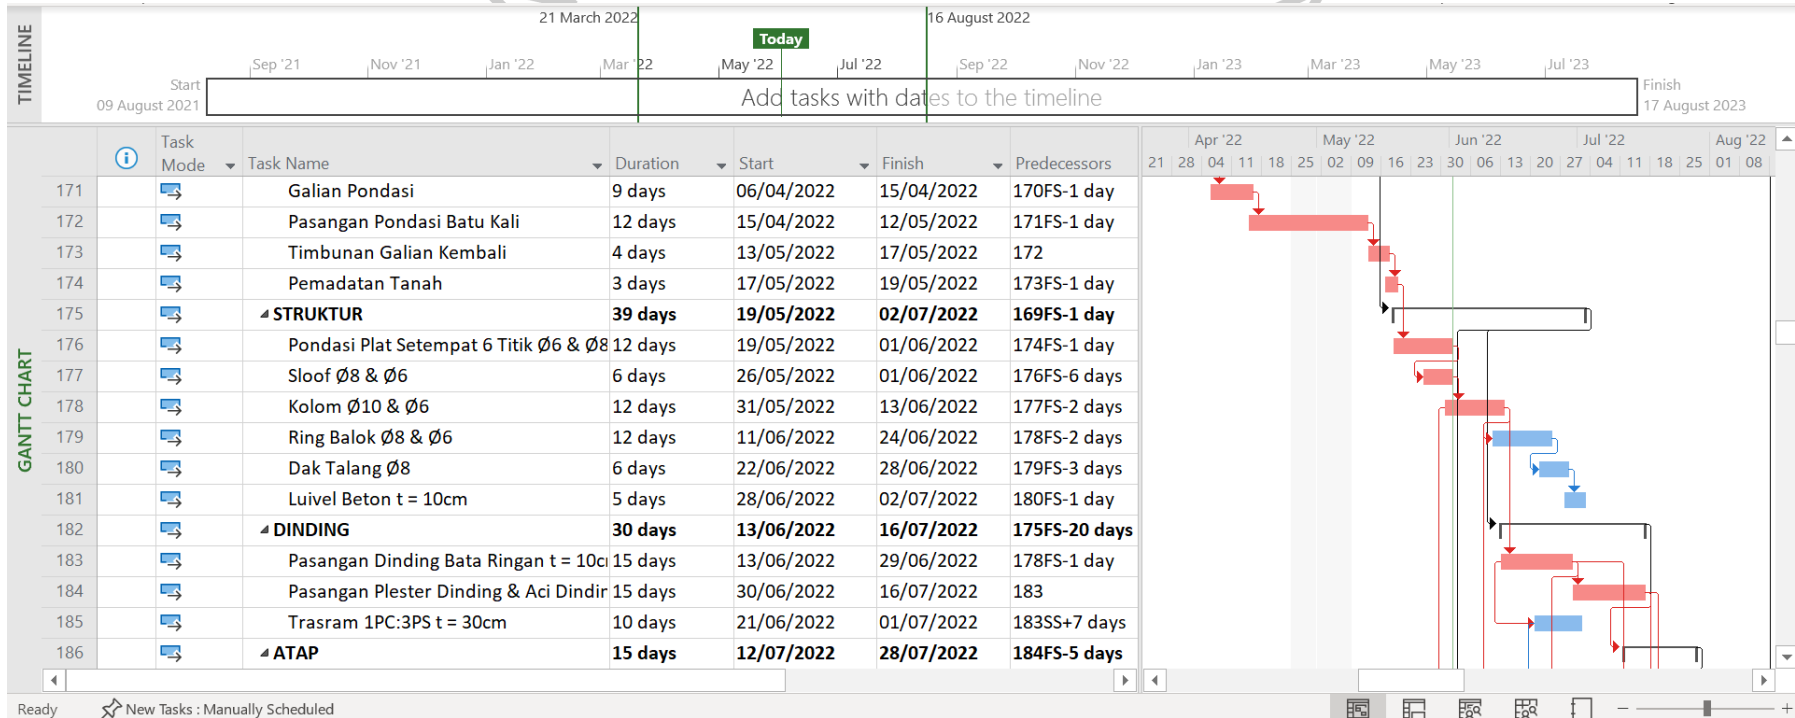 21 March 2022 16 August 2022
Today
Sep '21 Nov '21 Jan '22 Mar '22 May '22 Jul '22 Sep '22 Nov '22 Jan '23 Mar '23 May '23 Jul '23
TIMELINE
Start
09 August 2021
Add tasks with dates to the timeline
Finish
17 August 2023
Task Mode Task Name Duration Start Finish Predecessors
Apr '22 May '22 Jun '22 Jul '22 Aug '22
21 28 04 11 18 25 02 09 16 23 30 06 13 20 27 04 11 18 25 01 08
GANTT CHART
171 Galian Pondasi 9 days 06/04/2022 15/04/2022 170FS-1 day
172 Pasangan Pondasi Batu Kali 12 days 15/04/2022 12/05/2022 171FS-1 day
173 Timbunan Galian Kembali 4 days 13/05/2022 17/05/2022 172
174 Pemadatan Tanah 3 days 17/05/2022 19/05/2022 173FS-1 day
175 STRUKTUR 39 days 19/05/2022 02/07/2022 169FS-1 day
176 Pondasi Plat Setempat 6 Titik Ø6 & Ø8 12 days 19/05/2022 01/06/2022 174FS-1 day
177 Sloof Ø8 & Ø6 6 days 26/05/2022 01/06/2022 176FS-6 days
178 Kolom Ø10 & Ø6 12 days 31/05/2022 13/06/2022 177FS-2 days
179 Ring Balok Ø8 & Ø6 12 days 11/06/2022 24/06/2022 178FS-2 days
180 Dak Talang Ø8 6 days 22/06/2022 28/06/2022 179FS-3 days
181 Luivel Beton t = 10cm 5 days 28/06/2022 02/07/2022 180FS-1 day
182 DINDING 30 days 13/06/2022 16/07/2022 175FS-20 days
183 Pasangan Dinding Bata Ringan t = 10c 15 days 13/06/2022 29/06/2022 178FS-1 day
184 Pasangan Plester Dinding & Aci Dindin 15 days 30/06/2022 16/07/2022 183
185 Trasram 1PC:3PS t = 30cm 10 days 21/06/2022 01/07/2022 183SS+7 days
186 ATAP 15 days 12/07/2022 28/07/2022 184FS-5 days
Ready New Tasks : Manually Scheduled